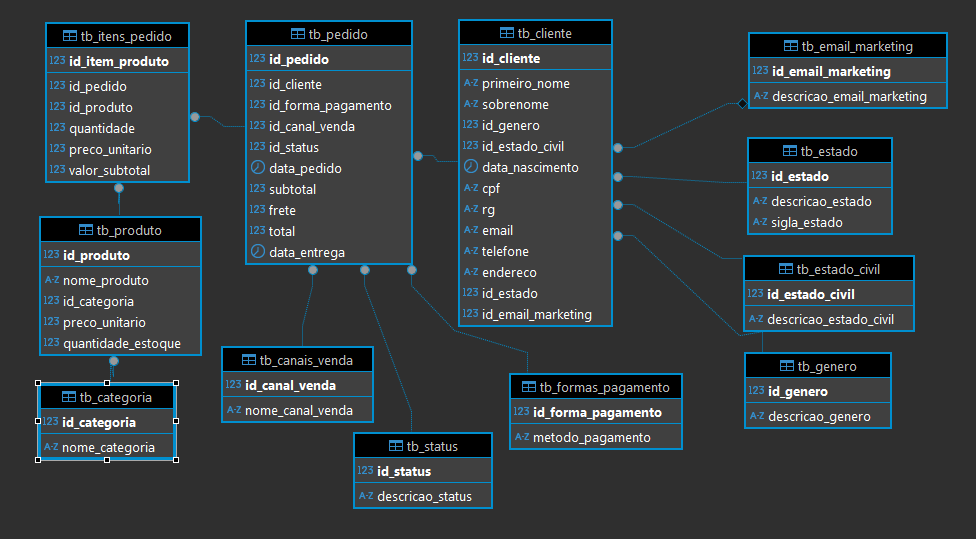 tb_itens_pedido
123 id_item_produto
123 id_pedido
123 id_produto
123 quantidade
123 preco_unitario
123 valor_subtotal
tb_pedido
123 id_pedido
123 id_cliente
123 id_forma_pagamento
123 id_canal_venda
123 id_status
data_pedido
123 subtotal
123 frete
123 total
data_entrega
tb_cliente
123 id_cliente
A-Z primeiro_nome
A-Z sobrenome
123 id_genero
123 id_estado_civil
data_nascimento
A-Z cpf
A-Z rg
A-Z email
A-Z telefone
A-Z endereco
123 id_estado
123 id_email_marketing
tb_email_marketing
123 id_email_marketing
A-Z descricao_email_marketing
tb_estado
123 id_estado
A-Z descricao_estado
A-Z sigla_estado
tb_produto
123 id_produto
A-Z nome_produto
123 id_categoria
123 preco_unitario
123 quantidade_estoque
tb_estado_civil
123 id_estado_civil
A-Z descricao_estado_civil
tb_categoria
123 id_categoria
A-Z nome_categoria
tb_canais_venda
123 id_canal_venda
A-Z nome_canal_venda
tb_status
123 id_status
A-Z descricao_status
tb_formas_pagamento
123 id_forma_pagamento
A-Z metodo_pagamento
tb_genero
123 id_genero
A-Z descricao_genero